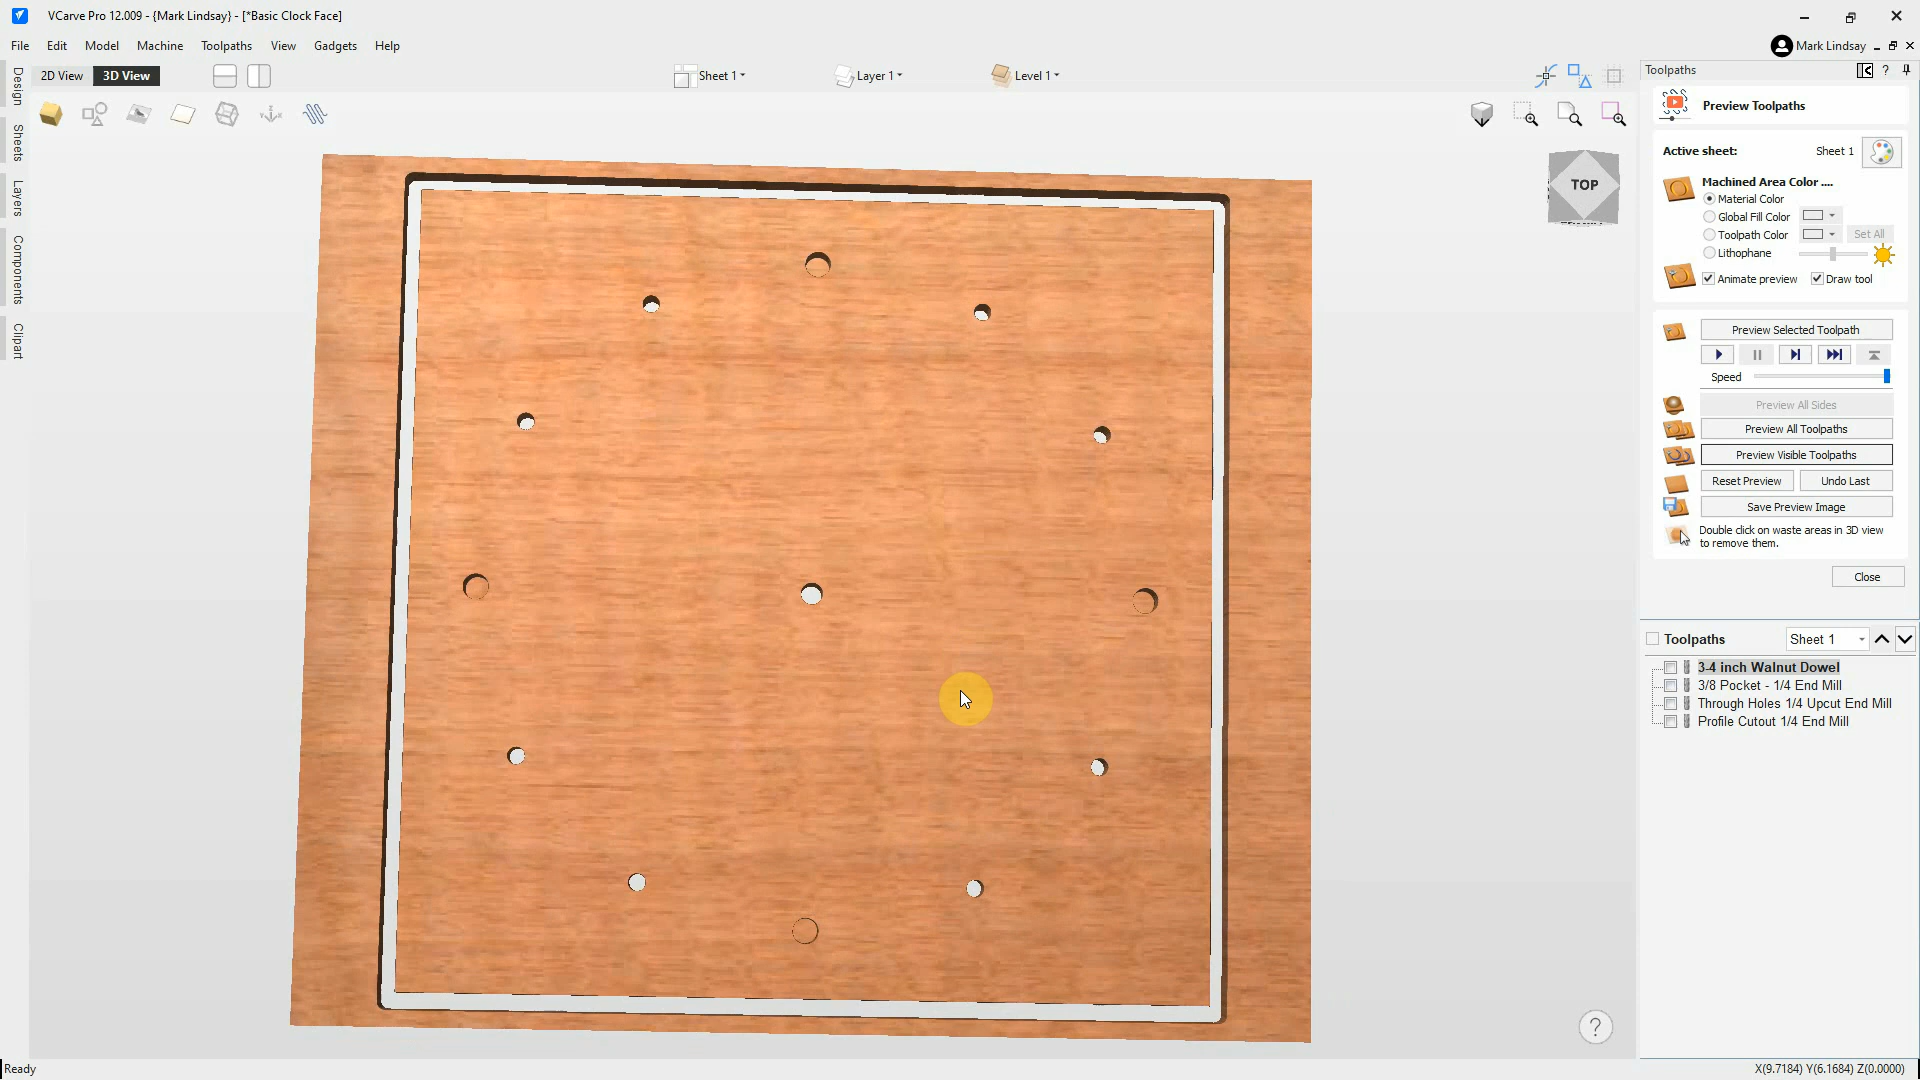 VCarve Pro 12.009 - {Mark Lindsay} - [*Basic Clock Face]
File Edit Model Machine Toolpaths View Gadgets Help
Mark Lindsay
2D View 3D View
Sheet 1
Layer 1
Level 1
Design
Sheets
Layers
Components
Clipart
TOP
Toolpaths
?
Preview Toolpaths
Active sheet: Sheet 1
Machined Area Color ....
Material Color
Global Fill Color
Toolpath Color Set All
Lithophane
Animate preview Draw tool
Preview Selected Toolpath
Speed
Preview All Sides
Preview All Toolpaths
Preview Visible Toolpaths
Reset Preview Undo Last
Save Preview Image
Double click on waste areas in 3D view
to remove them.
Close
Toolpaths Sheet 1
3-4 inch Walnut Dowel
3/8 Pocket - 1/4 End Mill
Through Holes 1/4 Upcut End Mill
Profile Cutout 1/4 End Mill
?
Ready
X(9.7184) Y(6.1684) Z(0.0000)